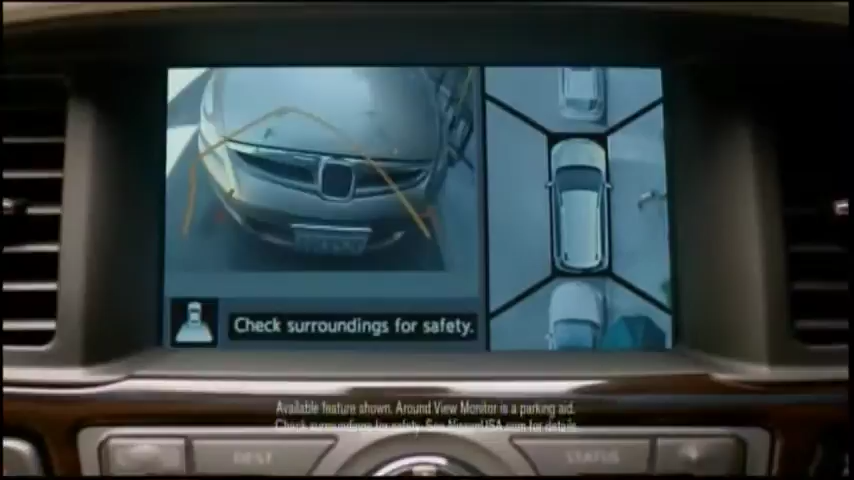 Check surroundings for safety.
Available feature shown. Around View Monitor is a parking aid.
Check surroundings for safety. See NissanUSA.com for details.
DEST
STATUS